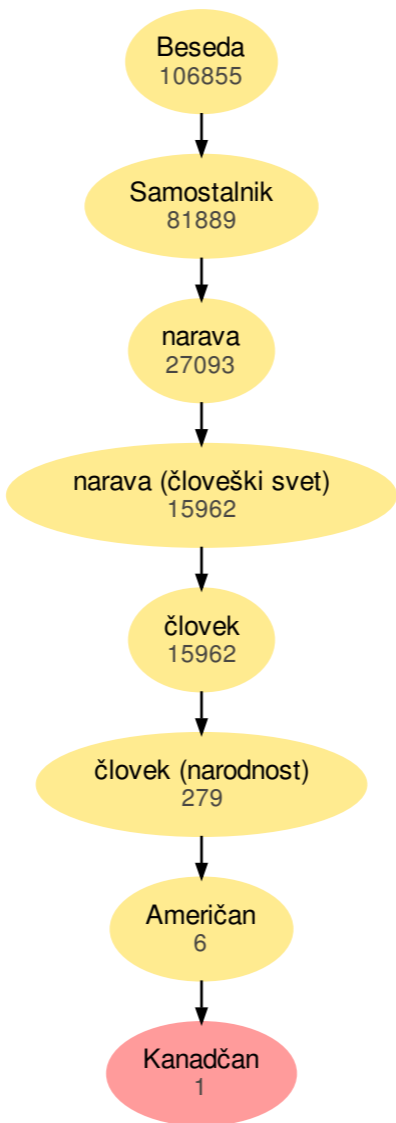 Beseda
106855
Samostalnik
81889
narava
27093
narava (človeški svet)
15962
človek
15962
človek (narodnost)
279
Američan
6
Kanadčan
1